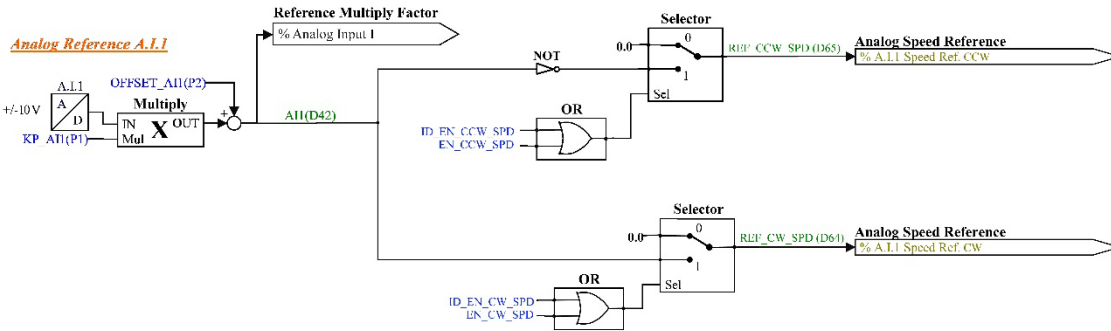 Reference Multiply Factor
% Analog Input 1
Analog Reference A.I.1
A.I.1
+/-10V
A
D
KP_AI1(P1)
OFFSET_AI1(P2)
Multiply
IN
X
OUT
Mul
+
AI1(D42)
NOT
OR
ID_EN_CCW_SPD
EN_CCW_SPD
Selector
0.0
0
1
Sel
REF_CCW_SPD (D65)
Analog Speed Reference
% A.I.1 Speed Ref. CCW
Selector
0.0
0
1
Sel
OR
ID_EN_CW_SPD
EN_CW_SPD
REF_CW_SPD (D64)
Analog Speed Reference
% A.I.1 Speed Ref. CW